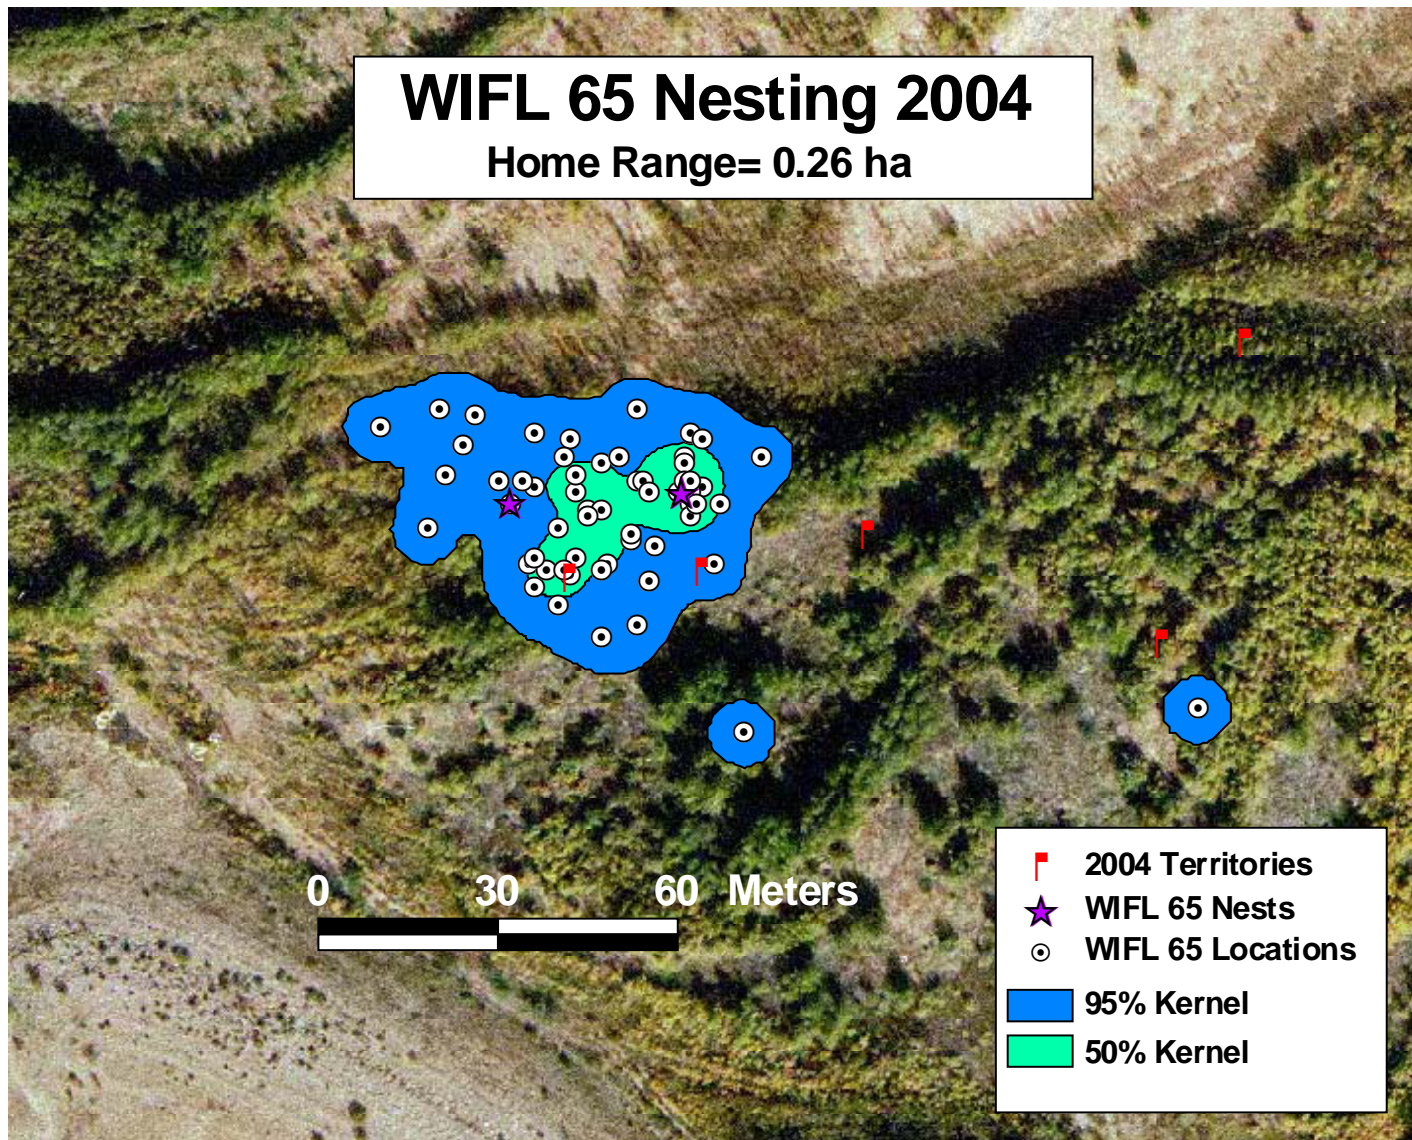 WIFL 65 Nesting 2004
Home Range= 0.26 ha
0 30 60 Meters
2004 Territories
WIFL 65 Nests
WIFL 65 Locations
95% Kernel
50% Kernel